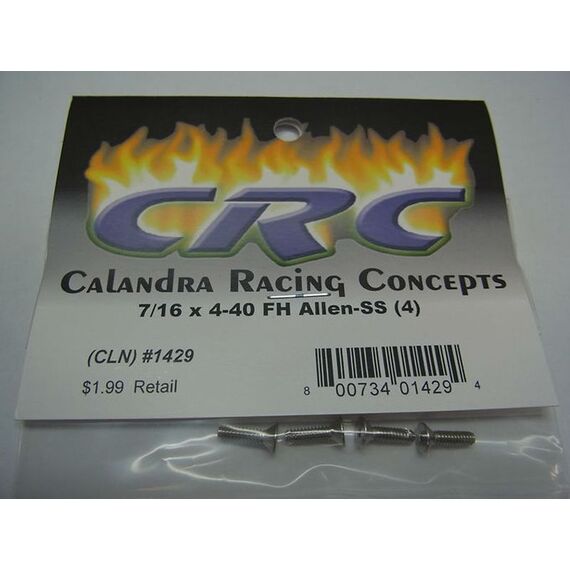 CRC
Calandra Racing Concepts
7/16 x 4-40 FH Allen-SS (4)
(CLN) #1429
$1.99 Retail
8 00734 01429 4